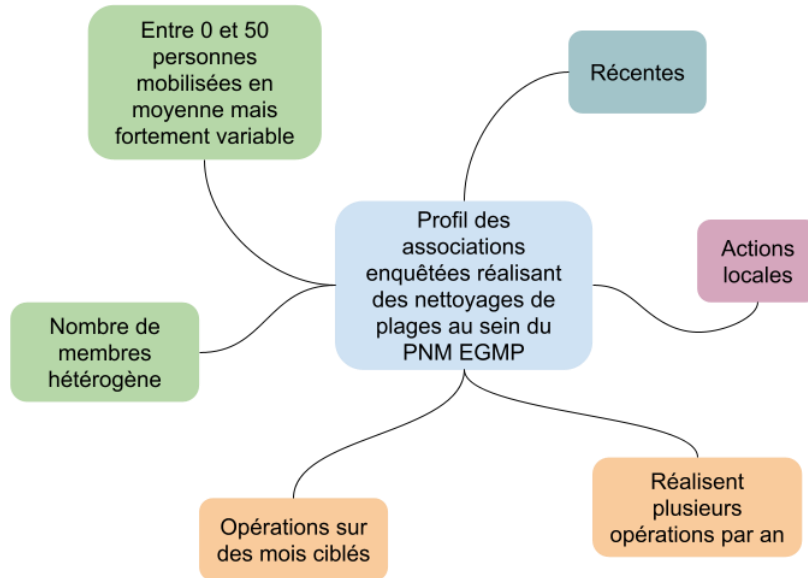 Entre 0 et 50
personnes
mobilisées en
moyenne mais
fortement variable
Récentes
Profil des
associations
enquêtées réalisant
des nettoyages de
plages au sein du
PNM EGMP
Actions
locales
Nombre de
membres
hétérogène
Opérations sur
des mois ciblés
Réalisent
plusieurs
opérations par an